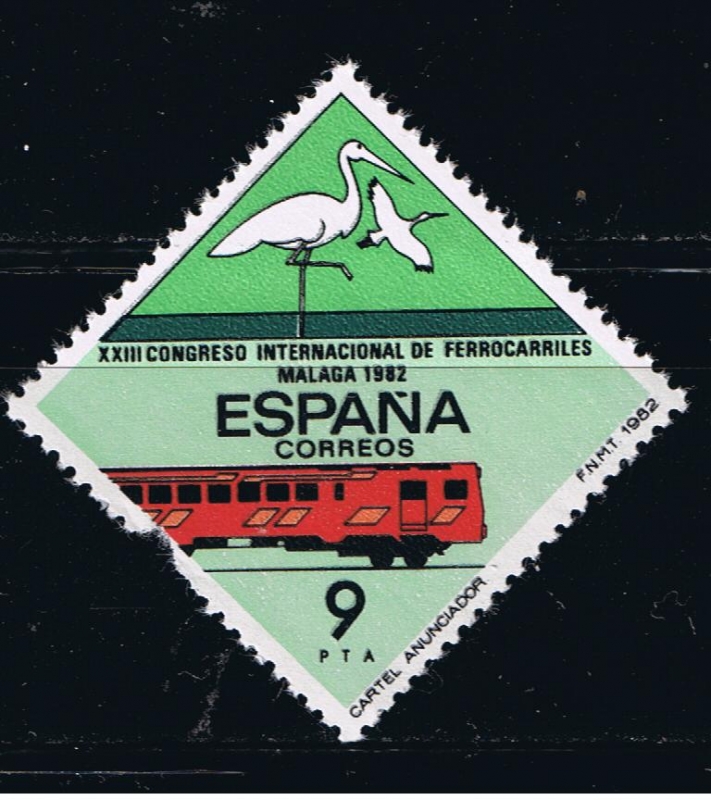 XXIII CONGRESO INTERNACIONAL DE FERROCARRILES
MALAGA 1982
ESPAÑA
CORREOS
9
PTA
CARTEL ANUNCIADOR
F.N.M.T. 1982